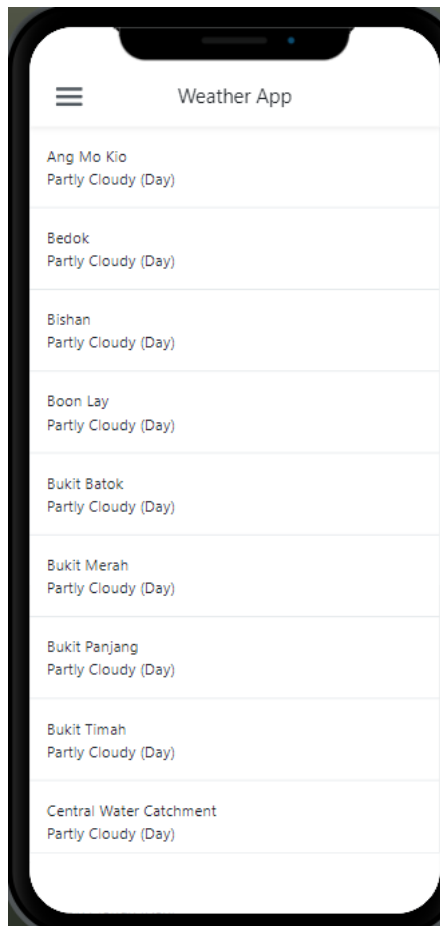 Weather App
Ang Mo Kio
Partly Cloudy (Day)
Bedok
Partly Cloudy (Day)
Bishan
Partly Cloudy (Day)
Boon Lay
Partly Cloudy (Day)
Bukit Batok
Partly Cloudy (Day)
Bukit Merah
Partly Cloudy (Day)
Bukit Panjang
Partly Cloudy (Day)
Bukit Timah
Partly Cloudy (Day)
Central Water Catchment
Partly Cloudy (Day)